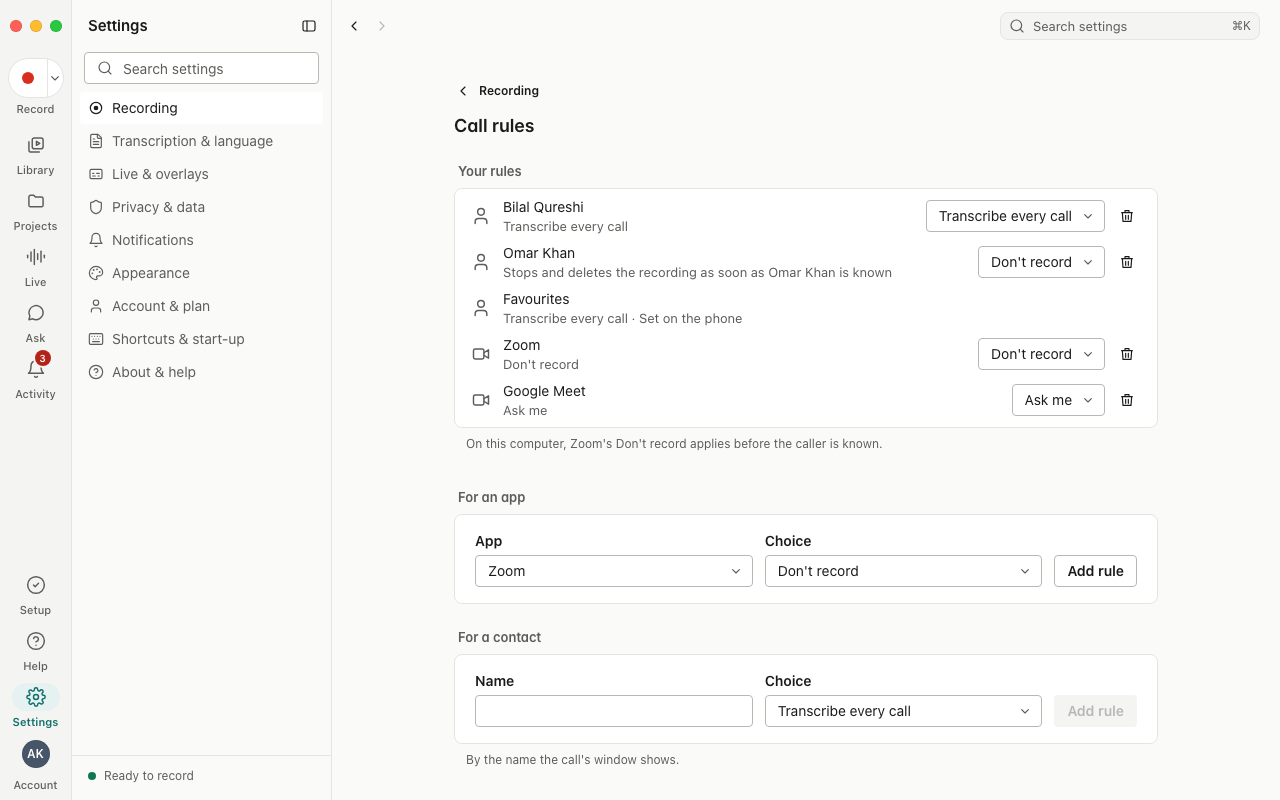 Settings
Search settings
⌘K
Record
Library
Projects
Live
Ask
3
Activity
Setup
Help
Settings
AK
Account
Search settings
Recording
Transcription & language
Live & overlays
Privacy & data
Notifications
Appearance
Account & plan
Shortcuts & start-up
About & help
Ready to record
Recording
Call rules
Your rules
Bilal Qureshi
Transcribe every call
Transcribe every call
Omar Khan
Stops and deletes the recording as soon as Omar Khan is known
Don't record
Favourites
Transcribe every call · Set on the phone
Zoom
Don't record
Don't record
Google Meet
Ask me
Ask me
On this computer, Zoom's Don't record applies before the caller is known.
For an app
App
Choice
Zoom
Don't record
Add rule
For a contact
Name
Choice
Transcribe every call
Add rule
By the name the call's window shows.